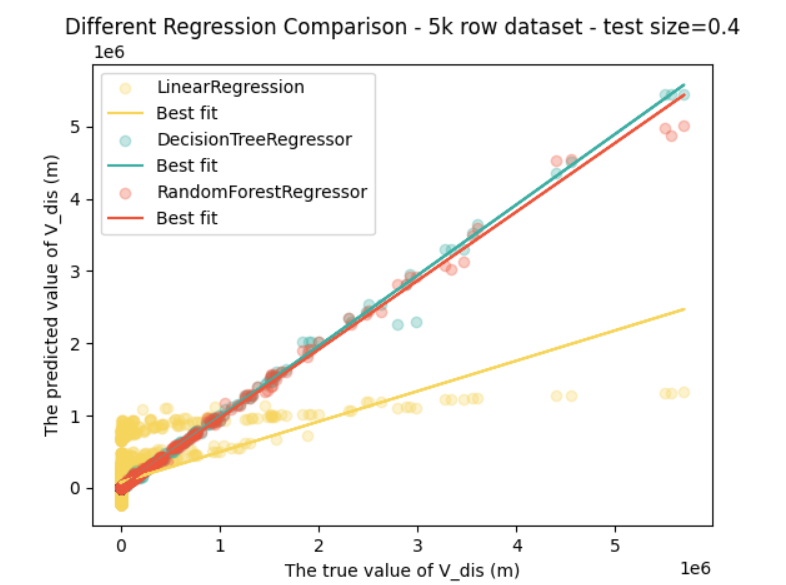 Different Regression Comparison - 5k row dataset - test size=0.4
1e6
LinearRegression
Best fit
DecisionTreeRegressor
Best fit
RandomForestRegressor
Best fit
The predicted value of V_dis (m)
5
4
3
2
1
0
0 1 2 3 4 5
1e6
The true value of V_dis (m)